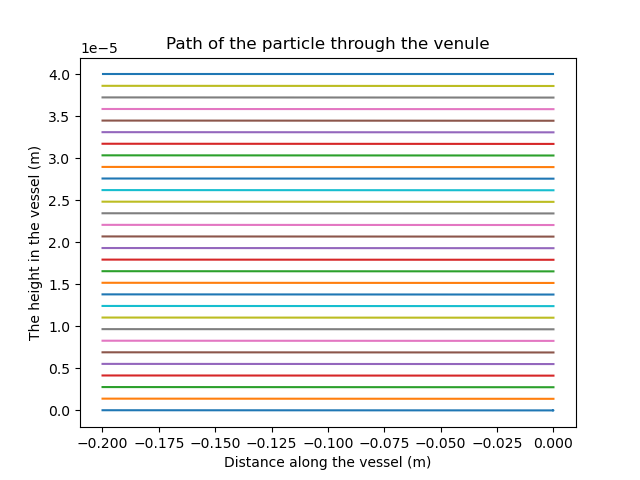 Path of the particle through the venule
1e−5
4.0
3.5
3.0
2.5
2.0
1.5
1.0
0.5
0.0
The height in the vessel (m)
−0.200 −0.175 −0.150 −0.125 −0.100 −0.075 −0.050 −0.025 0.000
Distance along the vessel (m)